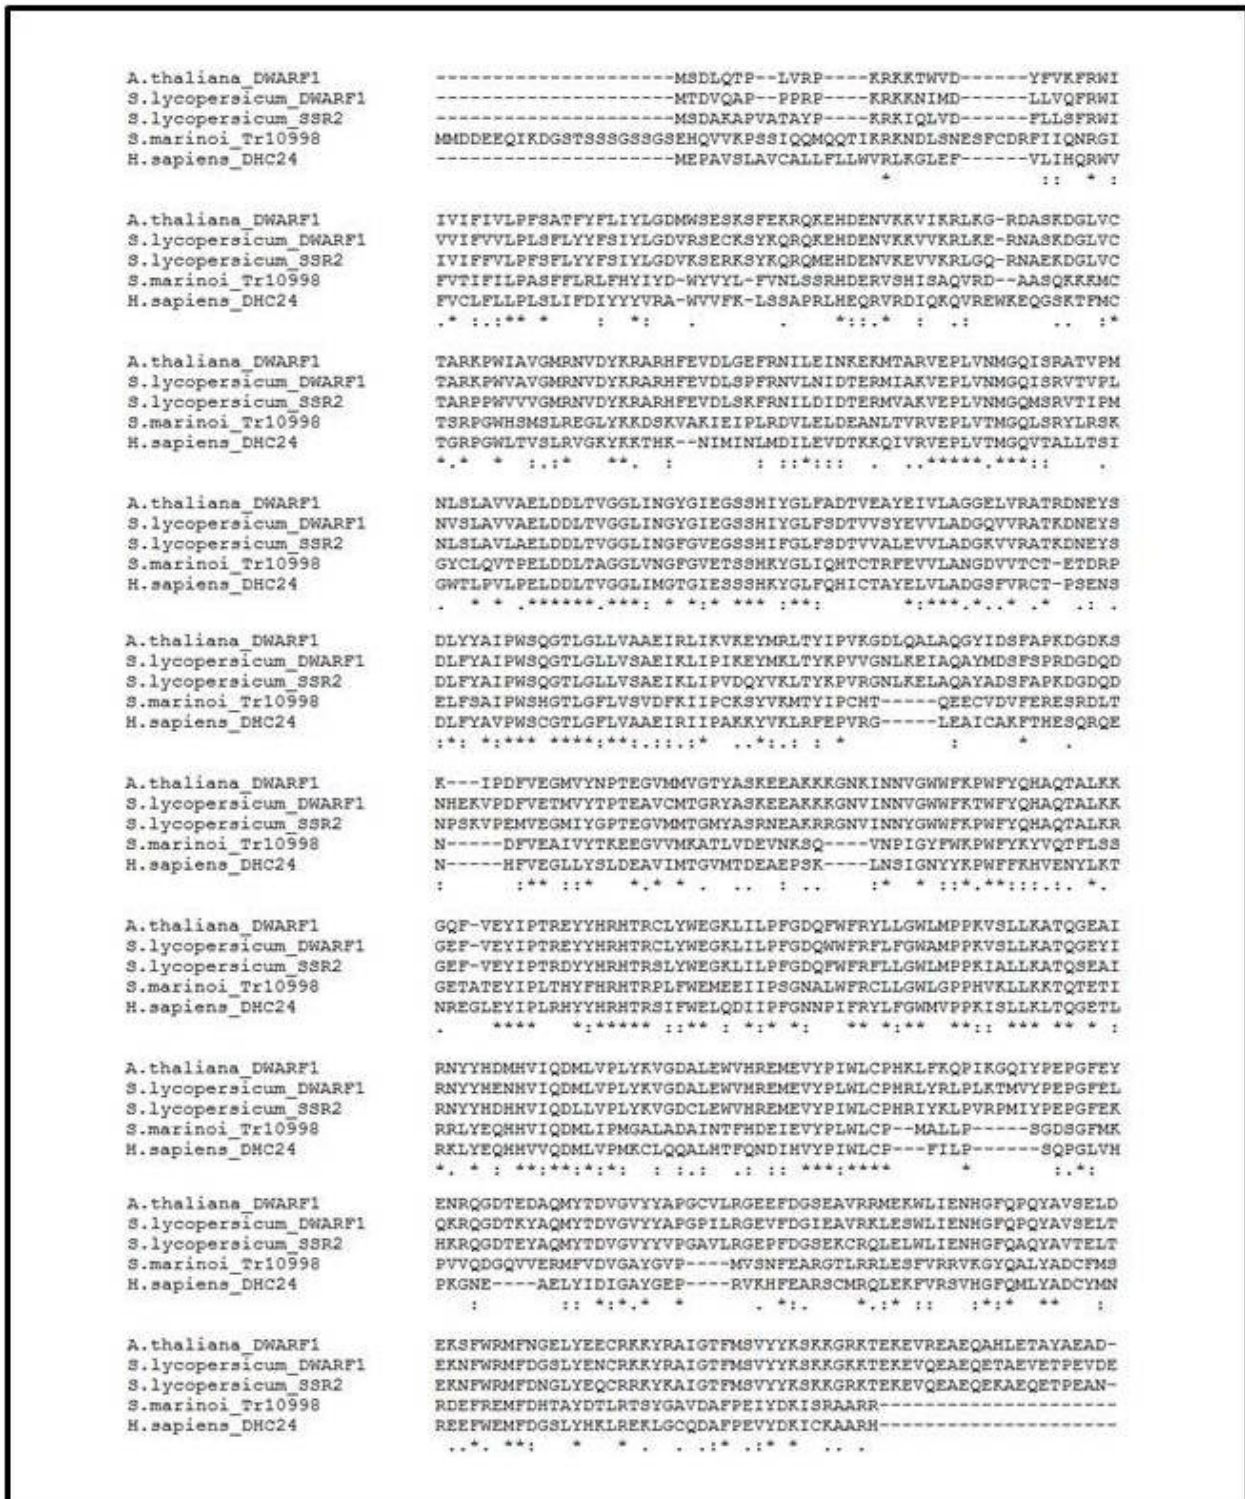 A.thaliana_DWARF1 ---------------------MSDLQTP--LVRP----KRKKTWVD------YFVKFRWI
S.lycopersicum_DWARF1 ---------------------MTDVQAP--PPRP----KRKKNIMD------LLVQFRWI
S.lycopersicum_SSR2 ---------------------MSDAKAPVATAYP----KRKIQLVD------FLLSFRWI
S.marinoi_Tr10998 MMDDEEQIKDGSTSSSGSSGSEHQVVKPSSIQQMQQTIKRKNDLSNESFCDRFIIQNRGI
H.sapiens_DHC24 ---------------------MEPAVSLAVCALLFLLWVRLKGLEF------VLIHQRWV
* :: * :
A.thaliana_DWARF1 IVIFIVLPFSATFYFLIYLGDMWSESKSFEKRQKEHDENVKKVIKRLKG-RDASKDGLVC
S.lycopersicum_DWARF1 VVIFVVLPLSFLYYFSIYLGDVRSECKSYKQRQKEHDENVKKVVKRLKE-RNASKDGLVC
S.lycopersicum_SSR2 IVIFFVLPFSFLYYFSIYLGDVKSERKSYKQRQMEHDENVKEVVKRLGQ-RNAEKDGLVC
S.marinoi_Tr10998 FVTIFILPASFFLRLFHYIYD-WYVYL-FVNLSSRHDERVSHISAQVRD--AASQKKKMC
H.sapiens_DHC24 FVCLFLLPLSLIFDIYYYVRA-WVVFK-LSSAPRLHEQRVRDIQKQVREWKEQGSKTFMC
.* :.:** * : *: . . *::.* : .: .. :*
A.thaliana_DWARF1 TARKPWIAVGMRNVDYKRARHFEVDLGEFRNILEINKEKMTARVEPLVNMGQISRATVPM
S.lycopersicum_DWARF1 TARKPWVAVGMRNVDYKRARHFEVDLSPFRNVLNIDTERMIAKVEPLVNMGQISRVTVPL
S.lycopersicum_SSR2 TARPPWVVVGMRNVDYKRARHFEVDLSKFRNILDIDTERMVAKVEPLVNMGQMSRVTIPM
S.marinoi_Tr10998 TSRPGWHSMSLREGLYKKDSKVAKIEIPLRDVLELDEANLTVRVEPLVTMGQLSRYLRSK
H.sapiens_DHC24 TGRPGWLTVSLRVGKYKKTHK--NIMINLMDILEVDTKKQIVRVEPLVTMGQVTALLTSI
*.* * :.:* **. : : ::*::: . ..*****.***:: .
A.thaliana_DWARF1 NLSLAVVAELDDLTVGGLINGYGIEGSSHIYGLFADTVEAYEIVLAGGELVRATRDNEYS
S.lycopersicum_DWARF1 NVSLAVVAELDDLTVGGLINGYGIEGSSHIYGLFSDTVVSYEVVLADGQVVRATKDNEYS
S.lycopersicum_SSR2 NLSLAVLAELDDLTVGGLINGFGVEGSSHIFGLFSDTVVALEVVLADGKVVRATKDNEYS
S.marinoi_Tr10998 GYCLQVTPELDDLTAGGLVNGFGVETSSHKYGLIQHTCTRFEVVLANGDVVTCT-ETDRP
H.sapiens_DHC24 GWTLPVLPELDDLTVGGLIMGTGIESSSHKYGLFQHICTAYELVLADGSFVRCT-PSENS
. * * .******.***: * *:* *** :**: *:***.*..* .* .: .
A.thaliana_DWARF1 DLYYAIPWSQGTLGLLVAAEIRLIKVKEYMRLTYIPVKGDLQALAQGYIDSFAPKDGDKS
S.lycopersicum_DWARF1 DLFYAIPWSQGTLGLLVSAEIKLIPIKEYMKLTYKPVVGNLKEIAQAYMDSFSPRDGDQD
S.lycopersicum_SSR2 DLFYAIPWSQGTLGLLVSAEIKLIPVDQYVKLTYKPVRGNLKELAQAYADSFAPKDGDQD
S.marinoi_Tr10998 ELFSAIPWSHGTLGFLVSVDFKIIPCKSYVKMTYIPCHT-----QEECVDVFERESRDLT
H.sapiens_DHC24 DLFYAVPWSCGTLGFLVAAEIRIIPAKKYVKLRFEPVRG-----LEAICAKFTHESQRQE
:*: *:*** ****:**:.::::* ..*:.: : * : * .
A.thaliana_DWARF1 K---IPDFVEGMVYNPTEGVMMVGTYASKEEAKKKGNKINNVGWWFKPWFYQHAQTALKK
S.lycopersicum_DWARF1 NHEKVPDFVETMVYTPTEAVCMTGRYASKEEAKKKGNVINNVGWWFKTWFYQHAQTALKK
S.lycopersicum_SSR2 NPSKVPEMVEGMIYGPTEGVMMTGMYASRNEAKRRGNVINNYGWWFKPWFYQHAQTALKR
S.marinoi_Tr10998 N-----DFVEAIVYTKEEGVVMKATLVDEVNKSQ----VNPIGYFWKPWFYKYVQTFLSS
H.sapiens_DHC24 N-----HFVEGLLYSLDEAVIMTGVMTDEAEPSK----LNSIGNYYKPWFFKHVENYLKT
: :** ::* *.* * . .. : .. :* * ::*.**::::.:. *.
A.thaliana_DWARF1 GQF-VEYIPTREYYHRHTRCLYWEGKLILPFGDQFWFRYLLGWLMPPKVSLLKATQGEAI
S.lycopersicum_DWARF1 GEF-VEYIPTREYYHRHTRCLYWEGKLILPFGDQWWFRFLFGWAMPPKVSLLKATQGEYI
S.lycopersicum_SSR2 GEF-VEYIPTRDYYHRHTRSLYWEGKLILPFGDQFWFRFLLGWLMPPKIALLKATQSEAI
S.marinoi_Tr10998 GETATEYIPLTHYFHRHTRPLFWEMEEIIPSGNALWFRCLLGWLGPPHVKLLKKTQTETI
H.sapiens_DHC24 NREGLEYIPLRHYYHRHTRSIFWELQDIIPFGNNPIFRYLFGWMVPPKISLLKLTQGETL
. **** *:***** ::** : *:* *: ** *:** **:: *** ** * :
A.thaliana_DWARF1 RNYYHDMHVIQDMLVPLYKVGDALEWVHREMEVYPIWLCPHKLFKQPIKGQIYPEPGFEY
S.lycopersicum_DWARF1 RNYYHENHVIQDMLVPLYKVGDALEWVHREMEVYPIWLCPHRLYRLPLKTMVYPEPGFEL
S.lycopersicum_SSR2 RNYYHDHHVIQDLLVPLYKVGDCLEWVHREMEVYPIWLCPHRIYKLPVRPMIYPEPGFEK
S.marinoi_Tr10998 RRLYEQHHVIQDMLIPMGALADAINTFHDEIEVYPLWLCP--MALLP-----SGDSGFMK
H.sapiens_DHC24 RKLYEQHHVVQDMLVPMKCLQQALHTFQNDIHVYPIWLCP---FILP------SQPGLVH
*. * : **:**:*:*: : .: .: ::.***:**** * :.*:
A.thaliana_DWARF1 ENRQGDTEDAQMYTDVGVYYAPGCVLRGEEFDGSEAVRRMEKWLIENHGFQPQYAVSELD
S.lycopersicum_DWARF1 QKRQGDTKYAQMYTDVGVYYAPGPILRGEVFDGIEAVRKLESWLIENHGFQPQYAVSELT
S.lycopersicum_SSR2 HKRQGDTEYAQMYTDVGVYYVPGAVLRGEPFDGSEKCRQLELWLIENHGFQAQYAVTELT
S.marinoi_Tr10998 PVVQDGQVVERMFVDVGAYGVP----MVSNFEARGTLRRLESFVRRVKGYQALYADCFMS
H.sapiens_DHC24 PKGNE----AELYIDIGAYGEP----RVKHFEARSCMRQLEKFVRSVHGFQMLYADCYMN
: :: *:*.* * . *:. *.:* :: :*:* ** :
A.thaliana_DWARF1 EKSFWRMFNGELYEECRKKYRAIGTFMSVYYKSKKGRKTEKEVREAEQAHLETAYAEAD-
S.lycopersicum_DWARF1 EKNFWRMFDGSLYENCRKKYRAIGTFMSVYYKSKKGKKTEKEVQEAEQETAEVETPEVDE
S.lycopersicum_SSR2 EKNFWRMFDNGLYEQCRRKYKAIGTFMSVYYKSKKGRKTEKEVQEAEQEKAEQETPEAN-
S.marinoi_Tr10998 RDEFREMFDHTAYDTLRTSYGAVDAFPEIYDKISRAARR---------------------
H.sapiens_DHC24 REEFWEMFDGSLYHKLREKLGCQDAFPEVYDKICKAARH---------------------
..*. **: * * . . .:* .:* * .. .